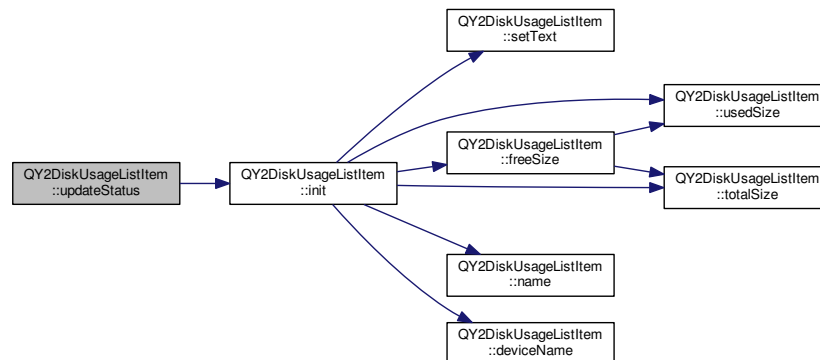 QY2DiskUsageListItem
::updateStatus
QY2DiskUsageListItem
::init
QY2DiskUsageListItem
::setText
QY2DiskUsageListItem
::freeSize
QY2DiskUsageListItem
::name
QY2DiskUsageListItem
::deviceName
QY2DiskUsageListItem
::usedSize
QY2DiskUsageListItem
::totalSize